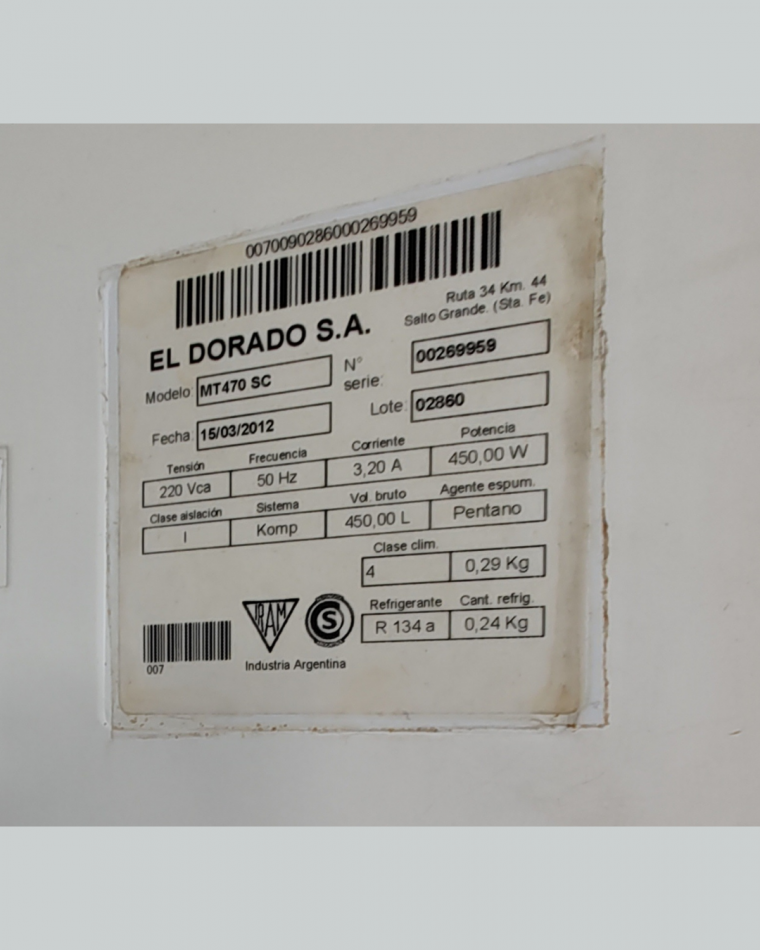 0070090286000269959
Ruta 34 Km. 44
Salto Grande. (Sta. Fe)
EL DORADO S.A.
Modelo: MT470 SC
N° serie: 00269959
Fecha: 15/03/2012
Lote: 02860
Tensión Frecuencia Corriente Potencia
220 Vca 50 Hz 3,20 A 450,00 W
Clase aislación Sistema Vol. bruto Agente espum.
I Komp 450,00 L Pentano
Clase clim.
4 0,29 Kg
Refrigerante Cant. refrig.
R 134 a 0,24 Kg
IRAM S
007
Industria Argentina